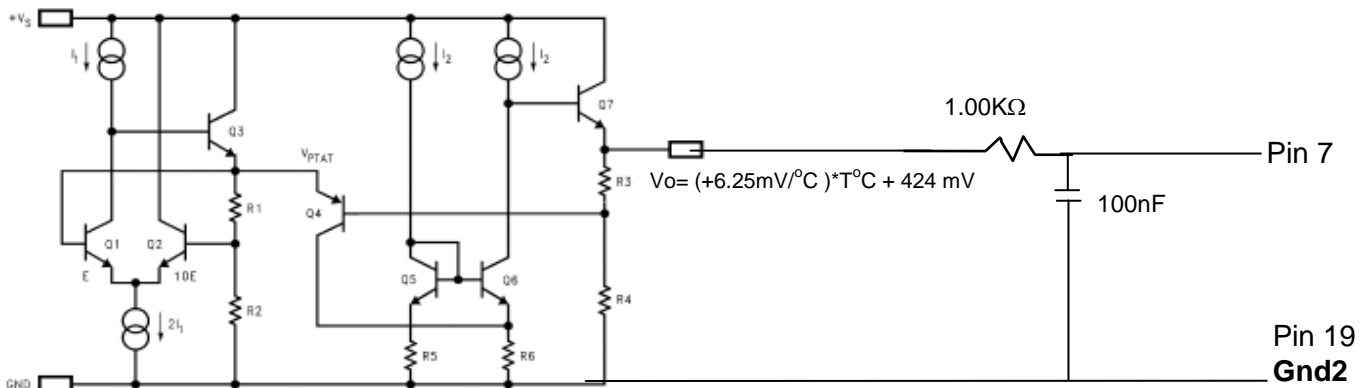 +Vs
I1
I2
I2
Q7
1.00KΩ
Q3
VPTAT
Pin 7
R3
Vo= (+6.25mV/°C )*T°C + 424 mV
R1
Q4
100nF
Q1
Q2
E
10E
Q5
Q6
R4
R2
2I1
R5
R6
Pin 19
GND
Gnd2